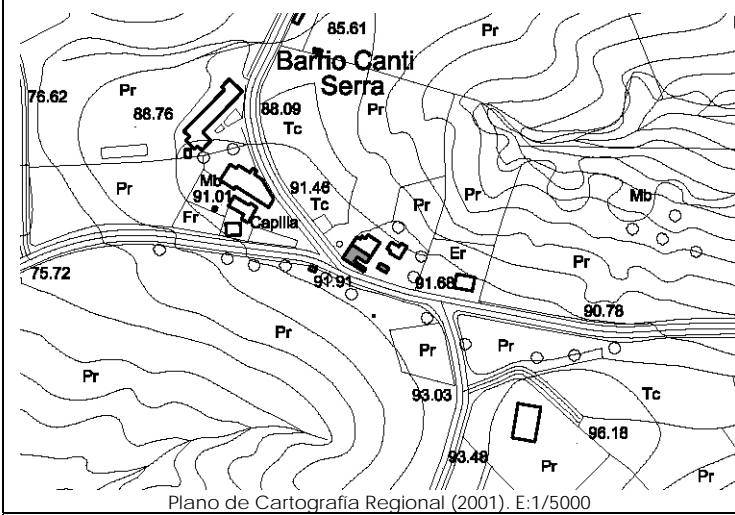 85.61
Pr
Barrio Canti
Serra
76.62
Pr
88.76
88.09
Pr
Tc
Pr
Mb
91.01
91.46
Tc
Pr
Pr
Mb
Fr
Capilla
Er
Pr
75.72
91.91
91.68
90.78
Pr
Pr
Pr
Pr
93.03
Tc
96.18
93.48
Pr
Pr
Plano de Cartografía Regional (2001). E:1/5000